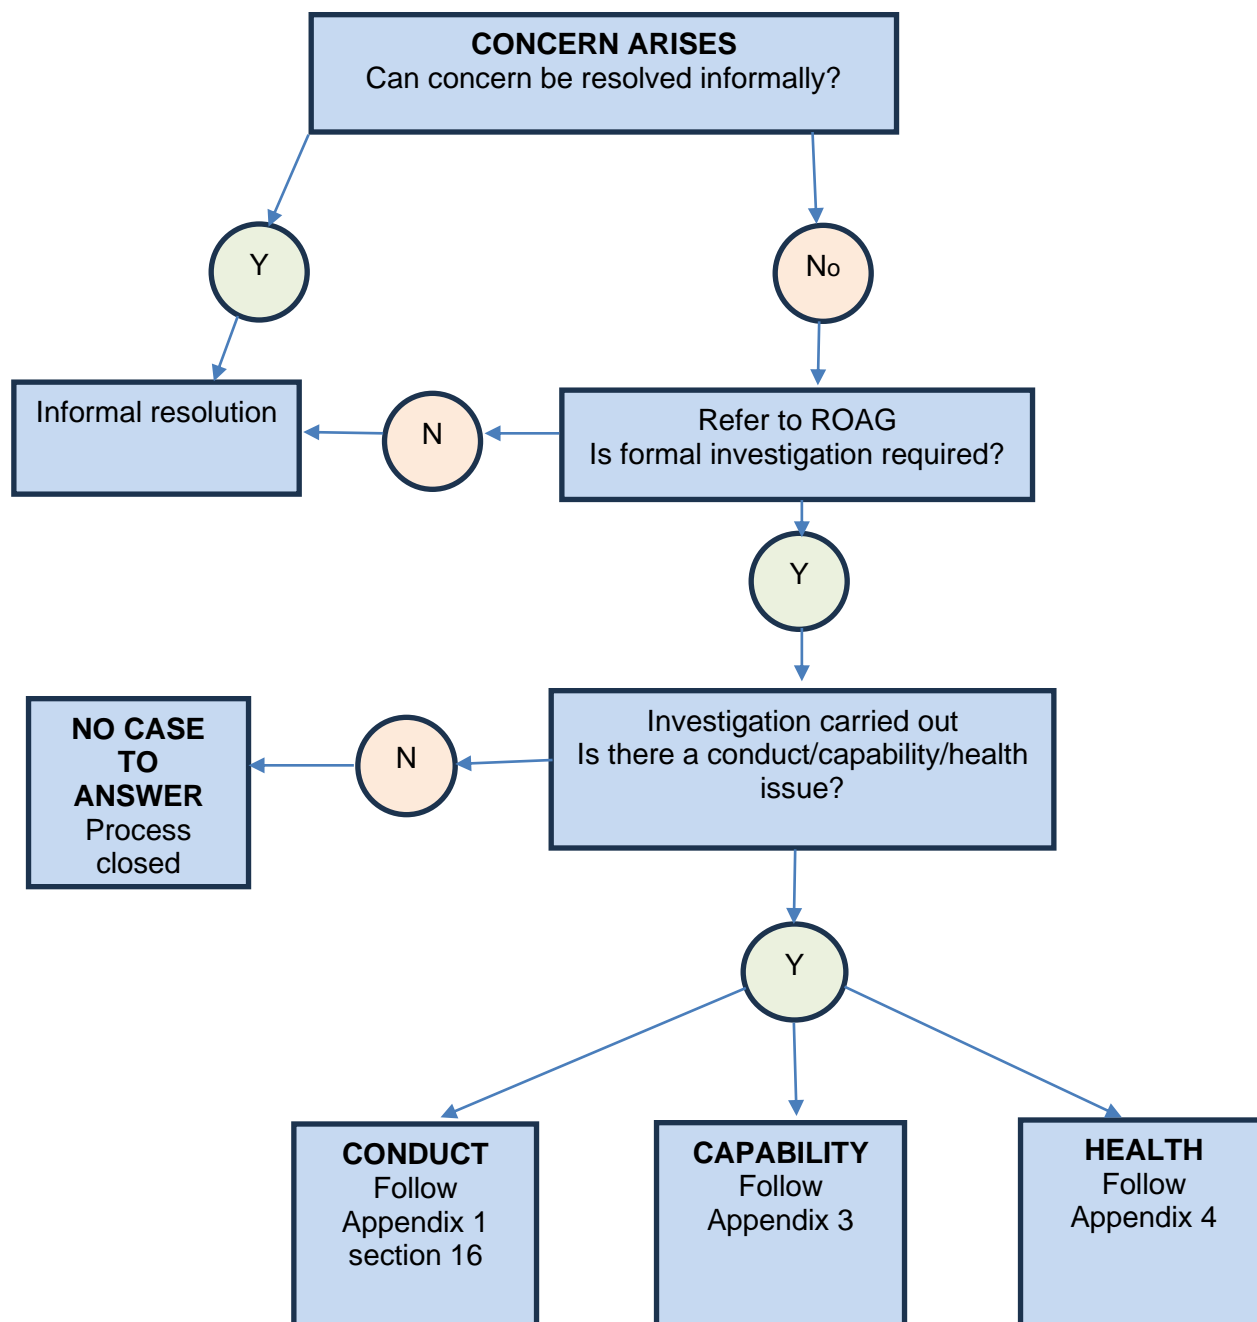 CONCERN ARISES
Can concern be resolved informally?
Y
No
Informal resolution
N
Refer to ROAG
Is formal investigation required?
Y
NO CASE
TO
ANSWER
Process
closed
N
Investigation carried out
Is there a conduct/capability/health
issue?
Y
CONDUCT
Follow
Appendix 1
section 16
CAPABILITY
Follow
Appendix 3
HEALTH
Follow
Appendix 4